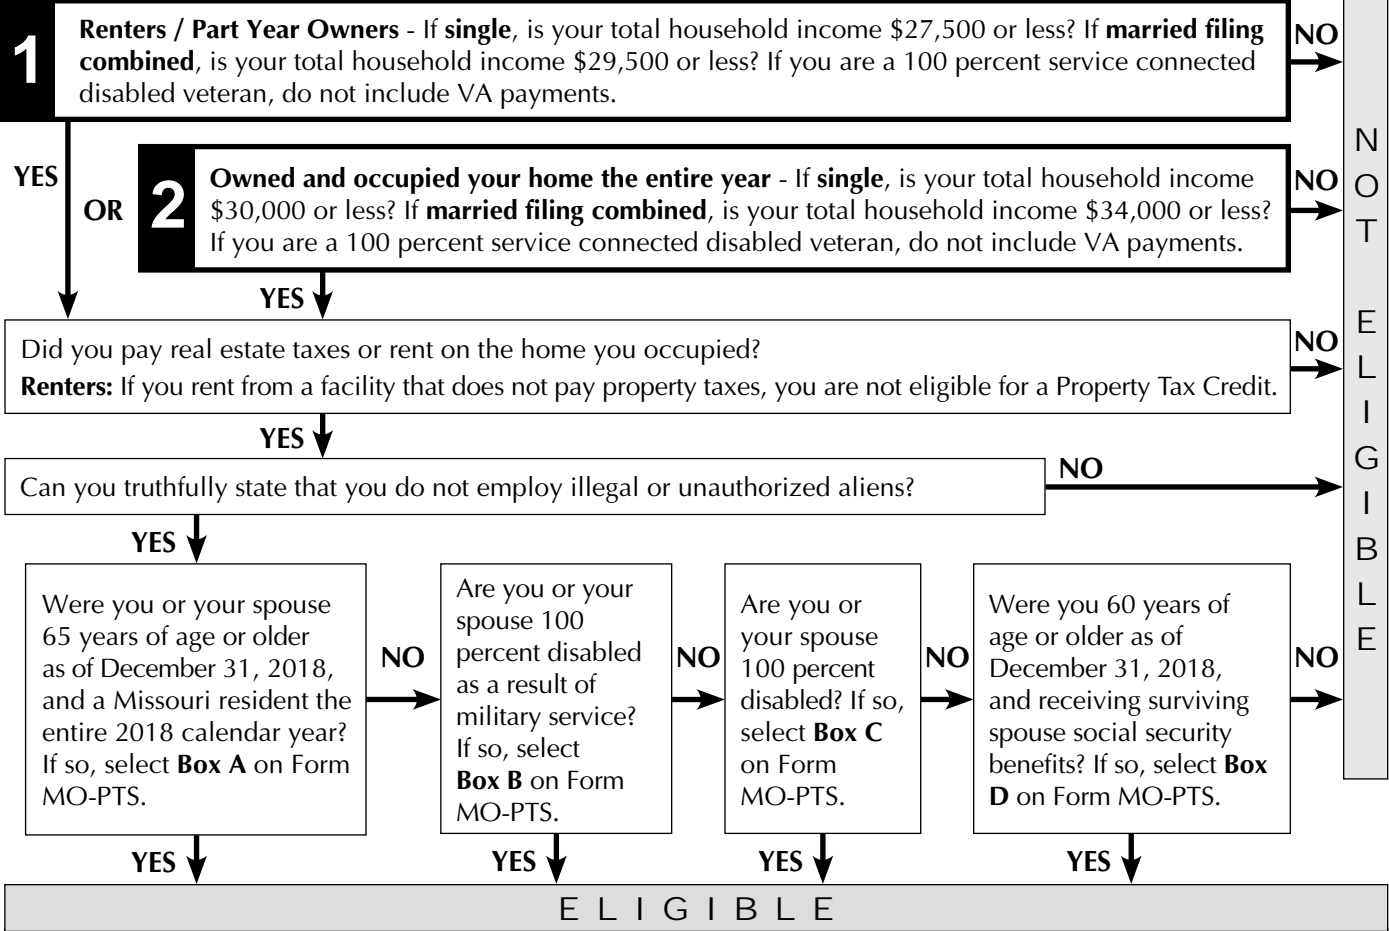 1
Renters / Part Year Owners - If single, is your total household income $27,500 or less? If married filing
combined, is your total household income $29,500 or less? If you are a 100 percent service connected
disabled veteran, do not include VA payments.
NO
YES
OR
2
Owned and occupied your home the entire year - If single, is your total household income
$30,000 or less? If married filing combined, is your total household income $34,000 or less?
If you are a 100 percent service connected disabled veteran, do not include VA payments.
NO
YES
Did you pay real estate taxes or rent on the home you occupied?
Renters: If you rent from a facility that does not pay property taxes, you are not eligible for a Property Tax Credit.
NO
YES
Can you truthfully state that you do not employ illegal or unauthorized aliens?
NO
YES
Were you or your spouse
65 years of age or older
as of December 31, 2018,
and a Missouri resident the
entire 2018 calendar year?
If so, select Box A on Form
MO-PTS.
NO
YES
Are you or your
spouse 100
percent disabled
as a result of
military service?
If so, select
Box B on Form
MO-PTS.
NO
YES
Are you or
your spouse
100 percent
disabled? If so,
select Box C
on Form
MO-PTS.
NO
YES
Were you 60 years of
age or older as of
December 31, 2018,
and receiving surviving
spouse social security
benefits? If so, select Box
D on Form MO-PTS.
NO
YES
NOT ELIGIBLE
ELIGIBLE